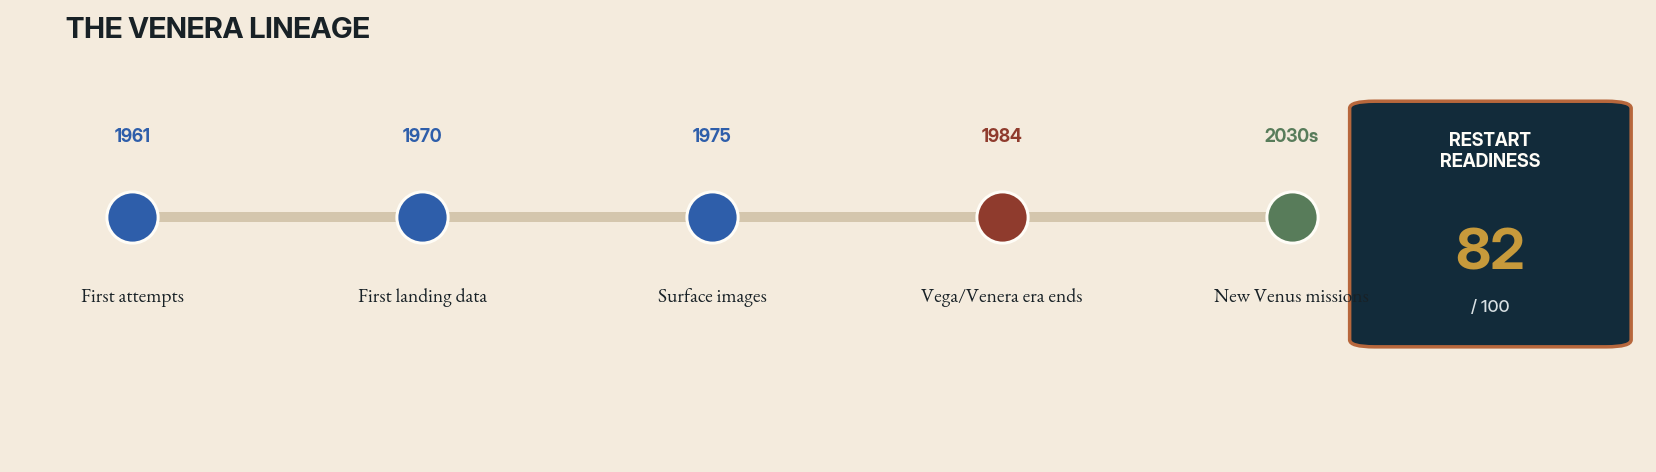 THE VENERA LINEAGE
1961
1970
1975
1984
2030s
First attempts
First landing data
Surface images
Vega/Venera era ends
New Venus missions
RESTART
READINESS
82
/ 100